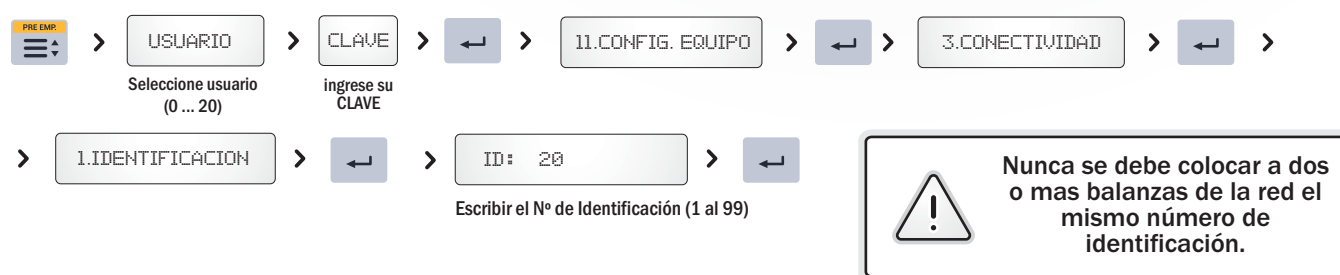 PRE EMP.
USUARIO
CLAVE
11.CONFIG. EQUIPO
3.CONECTIVIDAD
Seleccione usuario
(0 ... 20)
ingrese su
CLAVE
1.IDENTIFICACION
ID: 20
Escribir el Nº de Identificación (1 al 99)
Nunca se debe colocar a dos
o mas balanzas de la red el
mismo número de
identificación.